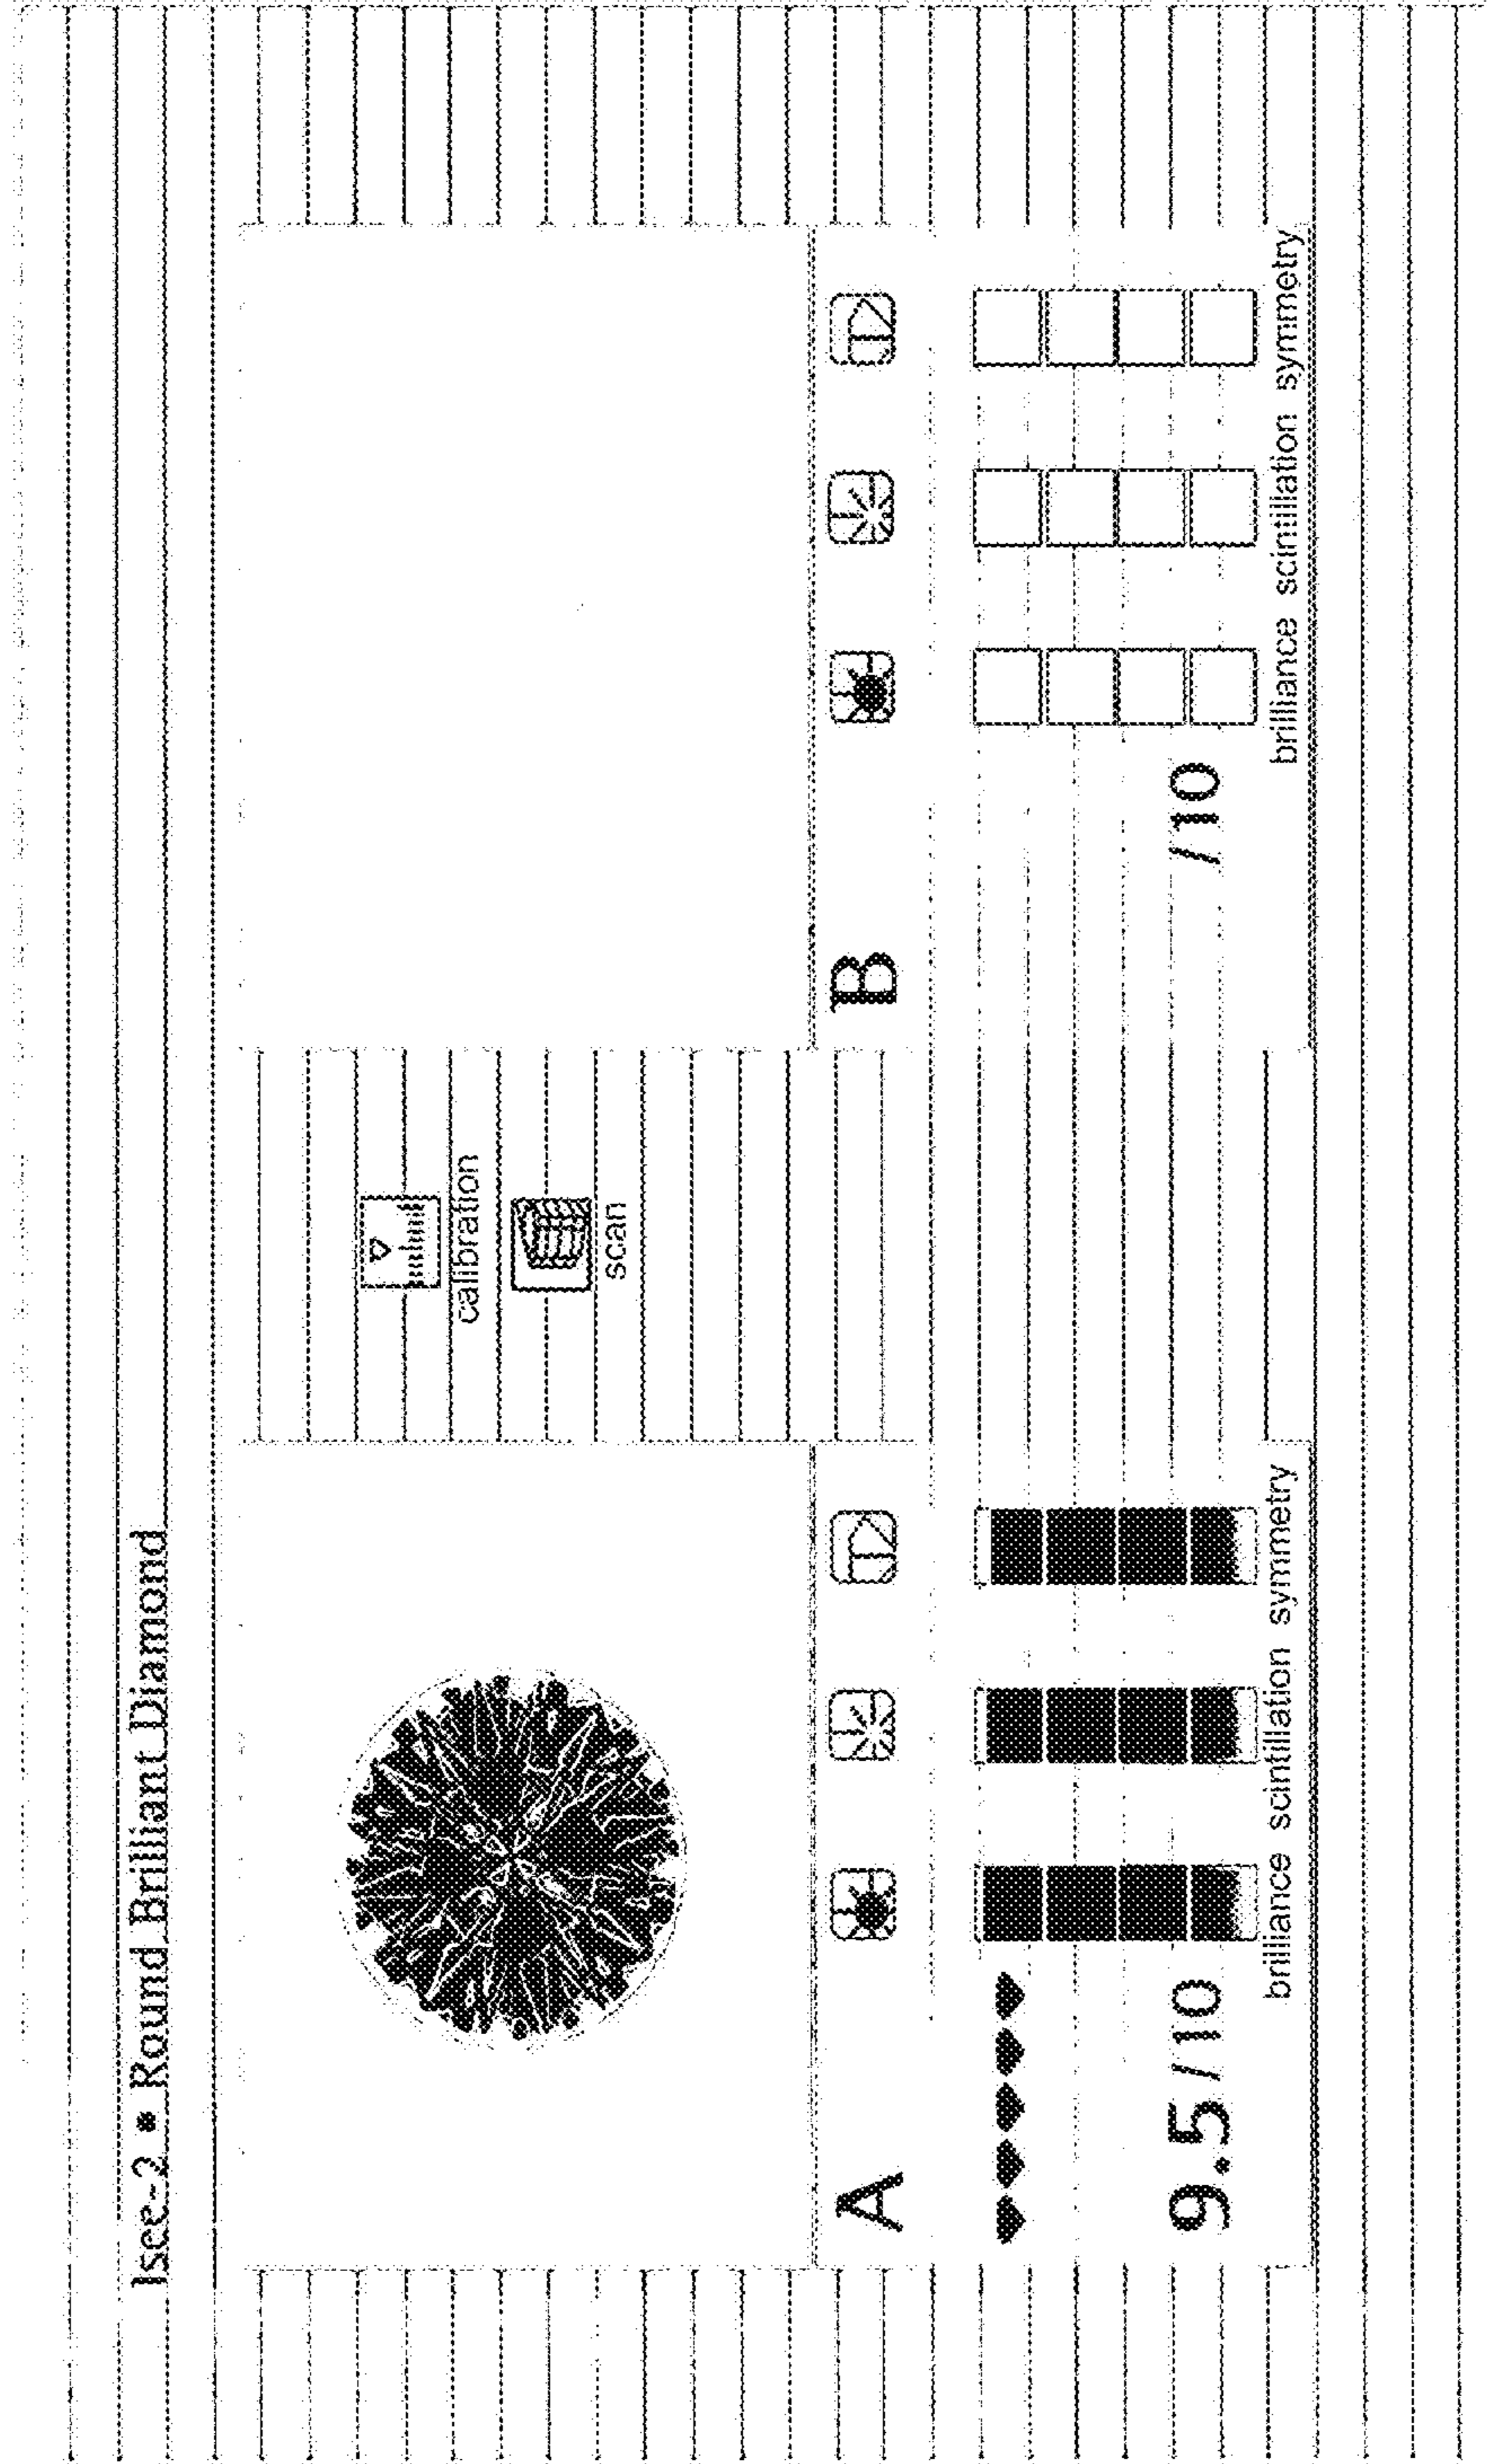 Isee-2 * Round Brilliant Diamond
calibration
scan
A
9.5 /10
brilliance scintillation symmetry
B
/10
brilliance scintillation symmetry